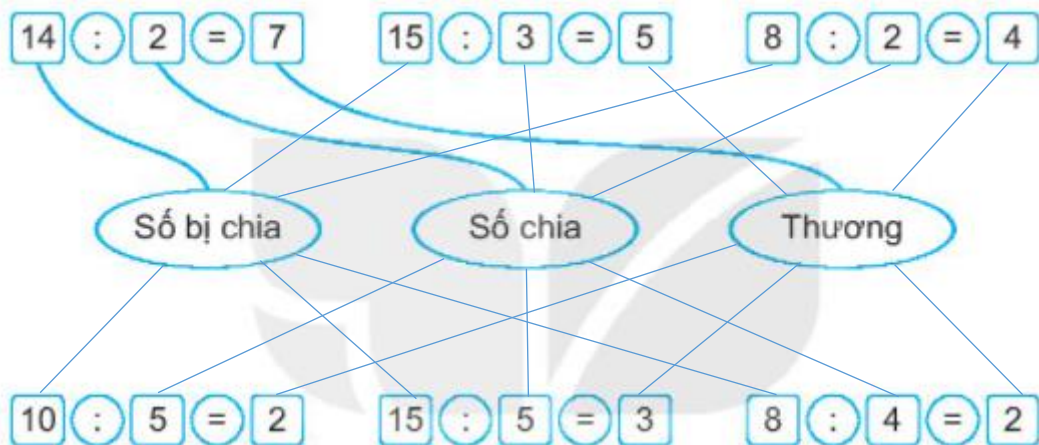 14 : 2 = 7 15 : 3 = 5 8 : 2 = 4
Số bị chia Số chia Thương
10 : 5 = 2 15 : 5 = 3 8 : 4 = 2